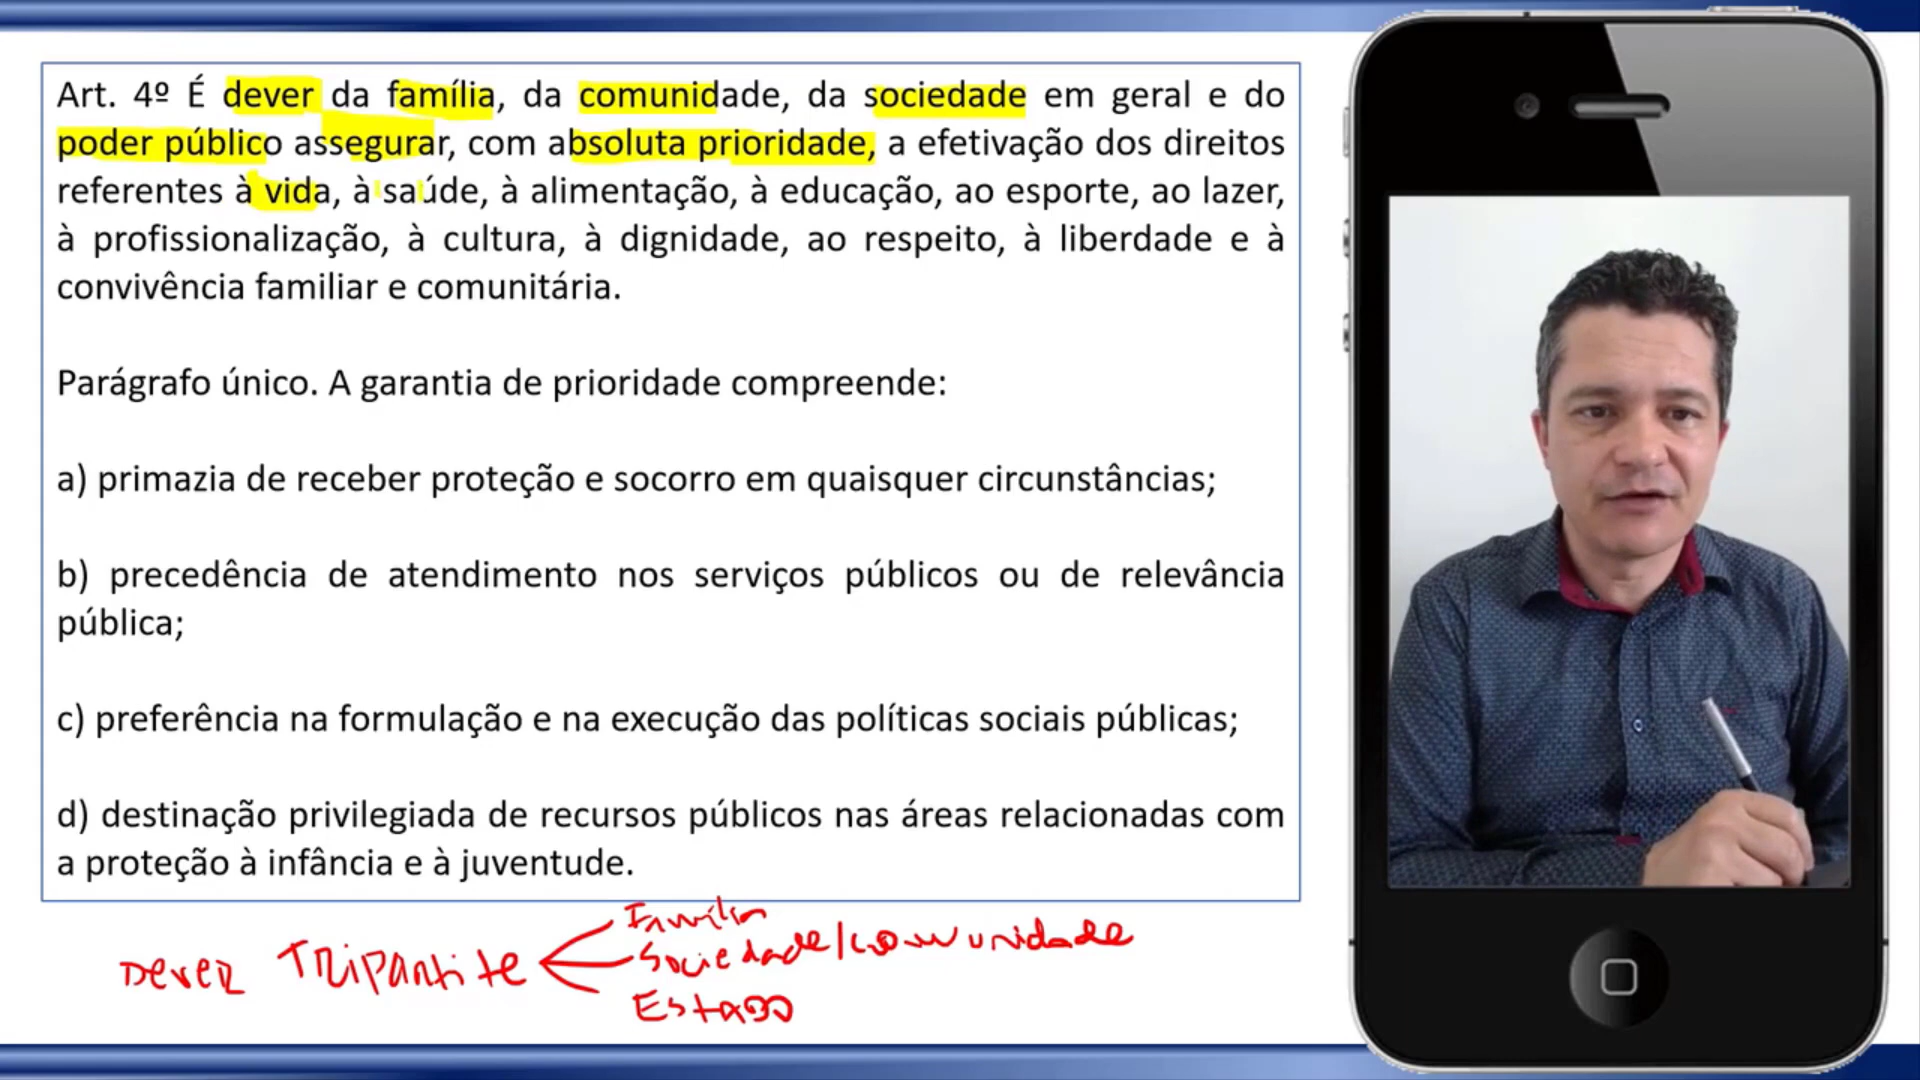 Art. 4º É dever da família, da comunidade, da sociedade em geral e do
poder público assegurar, com absoluta prioridade, a efetivação dos direitos
referentes à vida, à saúde, à alimentação, à educação, ao esporte, ao lazer,
à profissionalização, à cultura, à dignidade, ao respeito, à liberdade e à
convivência familiar e comunitária.
Parágrafo único. A garantia de prioridade compreende:
a) primazia de receber proteção e socorro em quaisquer circunstâncias;
b) precedência de atendimento nos serviços públicos ou de relevância
pública;
c) preferência na formulação e na execução das políticas sociais públicas;
d) destinação privilegiada de recursos públicos nas áreas relacionadas com
a proteção à infância e à juventude.
Família
Dever Tripartite Sociedade/comunidade
Estado